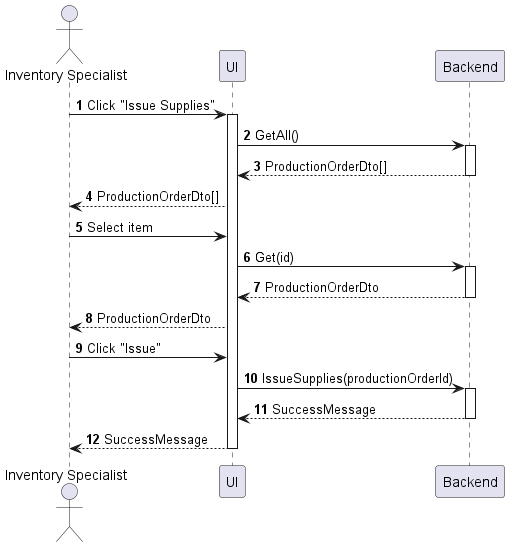 Inventory Specialist
UI
Backend
1 Click "Issue Supplies"
2 GetAll()
3 ProductionOrderDto[]
4 ProductionOrderDto[]
5 Select item
6 Get(id)
7 ProductionOrderDto
8 ProductionOrderDto
9 Click "Issue"
10 IssueSupplies(productionOrderId)
11 SuccessMessage
12 SuccessMessage
Inventory Specialist
UI
Backend